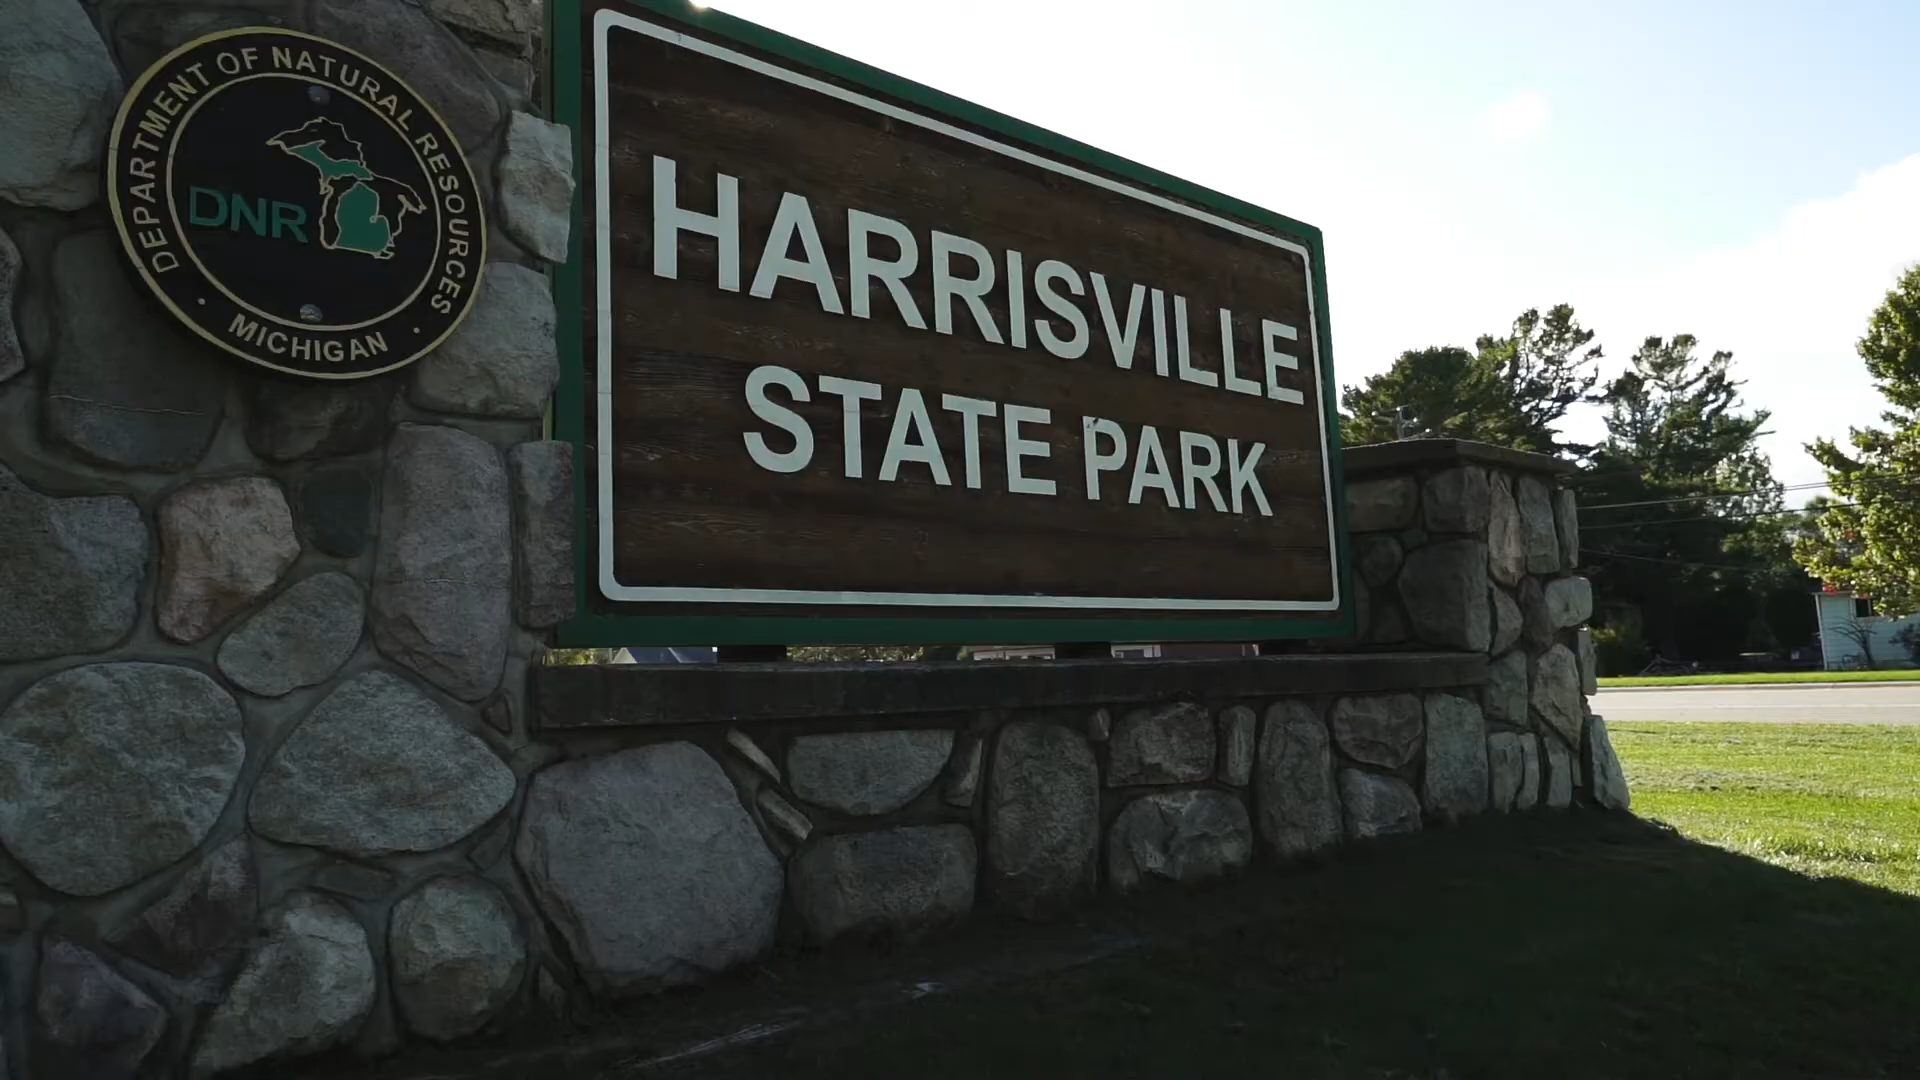 DEPARTMENT OF NATURAL RESOURCES
DNR
MICHIGAN
HARRISVILLE
STATE PARK